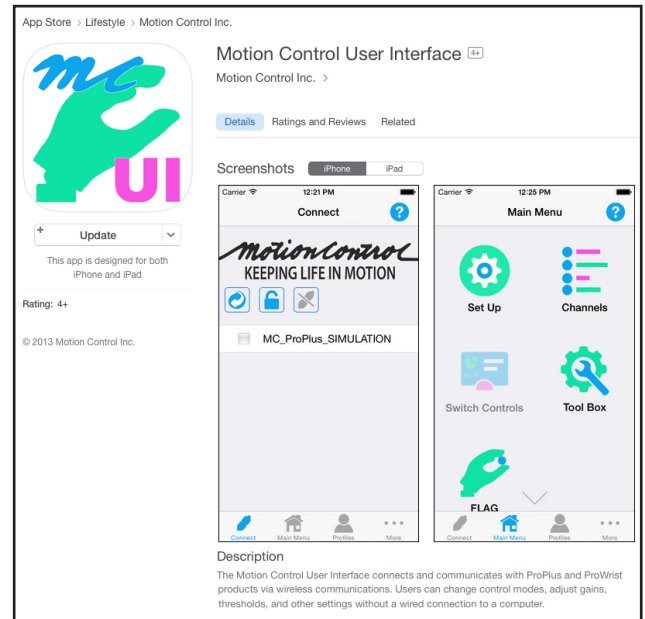 App Store > Lifestyle > Motion Control Inc.
mc
UI
+ Update
This app is designed for both
iPhone and iPad
Rating: 4+
© 2013 Motion Control Inc.
Motion Control User Interface 4+
Motion Control Inc. >
Details Ratings and Reviews Related
Screenshots iPhone iPad
Carrier 12:21 PM
Connect ?
Motion Control
KEEPING LIFE IN MOTION
MC_ProPlus_SIMULATION
Connect Main Menu Profiles More
Carrier 12:25 PM
Main Menu ?
Set Up Channels
Switch Controls Tool Box
FLAG
Connect Main Menu Profiles More
Description
The Motion Control User Interface connects and communicates with ProPlus and ProWrist
products via wireless communications. Users can change control modes, adjust gains,
thresholds, and other settings without a wired connection to a computer.